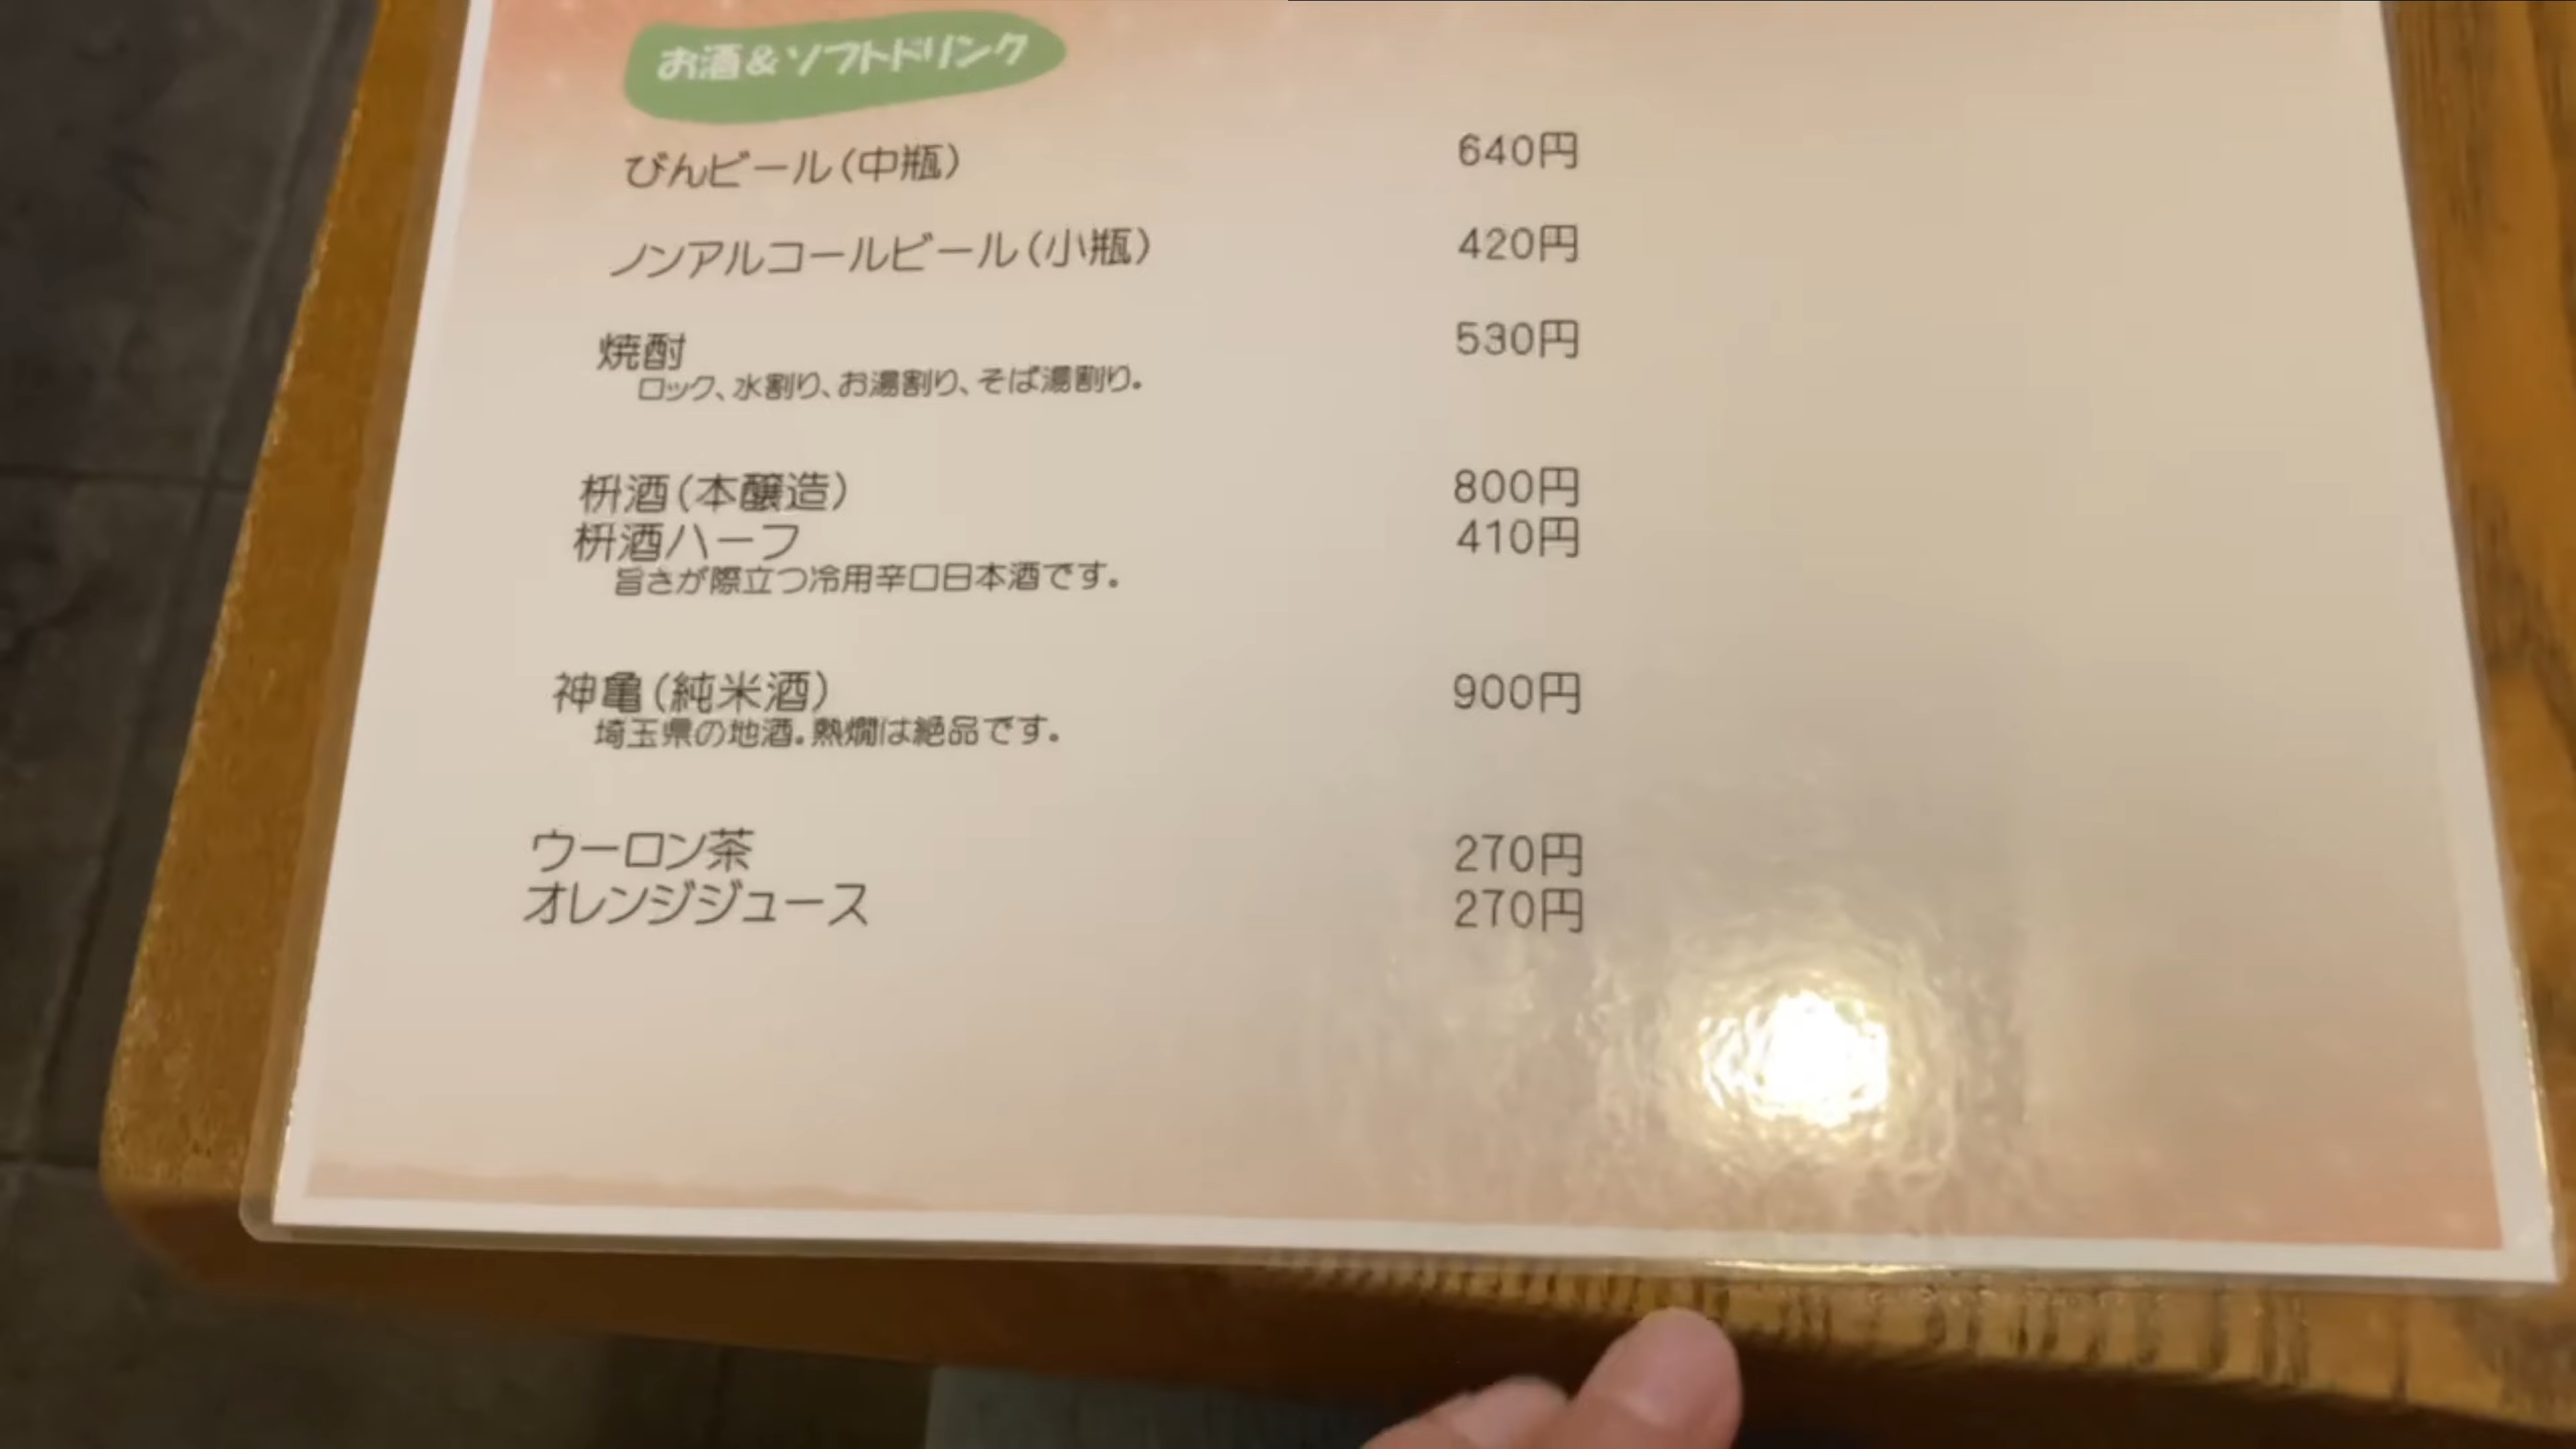 お酒&ソフトドリンク
びんビール(中瓶) 640円
ノンアルコールビール(小瓶) 420円
焼酎 530円
ロック、水割り、お湯割り、そば湯割り。
枡酒(本醸造) 800円
枡酒ハーフ 410円
旨さが際立つ冷用辛口日本酒です。
神亀(純米酒) 900円
埼玉県の地酒。熱燗は絶品です。
ウーロン茶 270円
オレンジジュース 270円